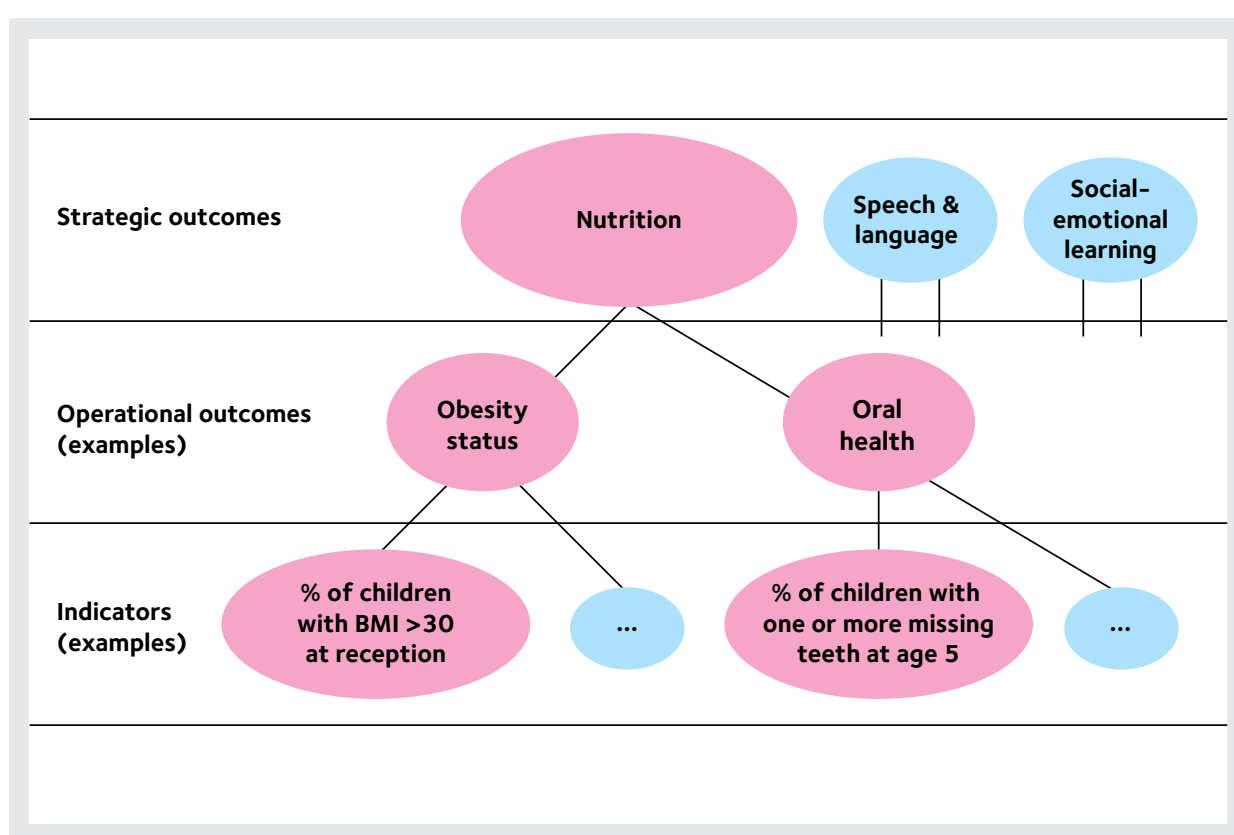 Strategic outcomes
Nutrition
Speech &
language
Social-
emotional
learning
Operational outcomes
(examples)
Obesity
status
Oral
health
Indicators
(examples)
% of children
with BMI >30
at reception
...
% of children with
one or more missing
teeth at age 5
...